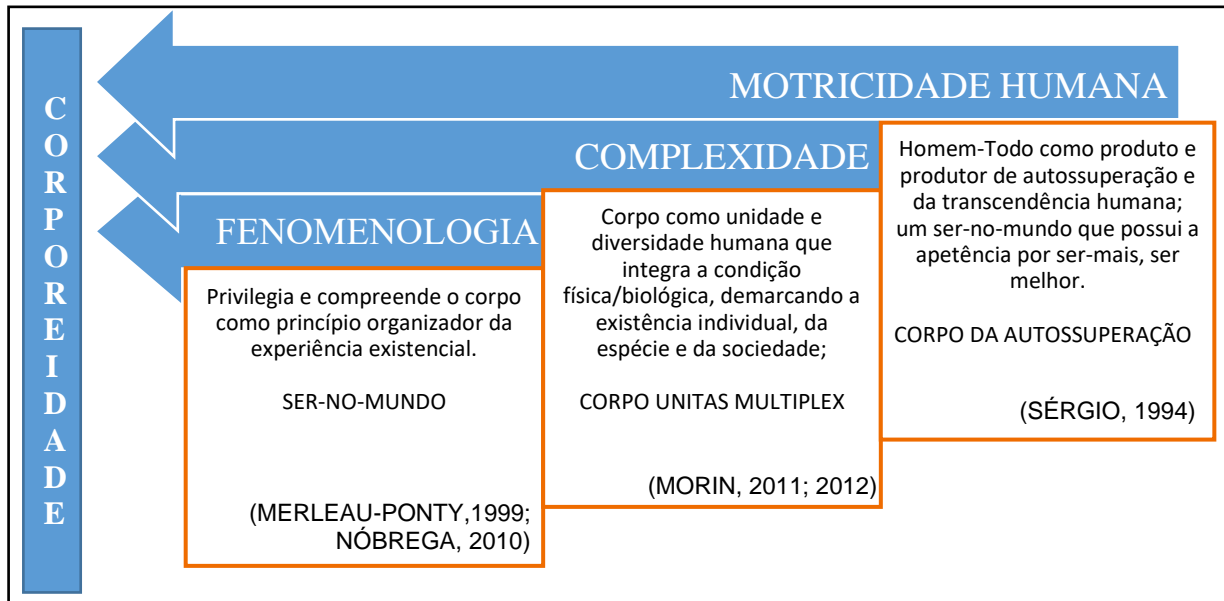 CORPOREIDADE
MOTRICIDADE HUMANA
COMPLEXIDADE
FENOMENOLOGIA
Privilegia e compreende o corpo
como princípio organizador da
experiência existencial.
SER-NO-MUNDO
(MERLEAU-PONTY,1999;
NÓBREGA, 2010)
Corpo como unidade e
diversidade humana que
integra a condição
física/biológica, demarcando a
existência individual, da
espécie e da sociedade;
CORPO UNITAS MULTIPLEX
(MORIN, 2011; 2012)
Homem-Todo como produto e
produtor de autossuperação e
da transcendência humana;
um ser-no-mundo que possui a
apetência por ser-mais, ser
melhor.
CORPO DA AUTOSSUPERAÇÃO
(SÉRGIO, 1994)